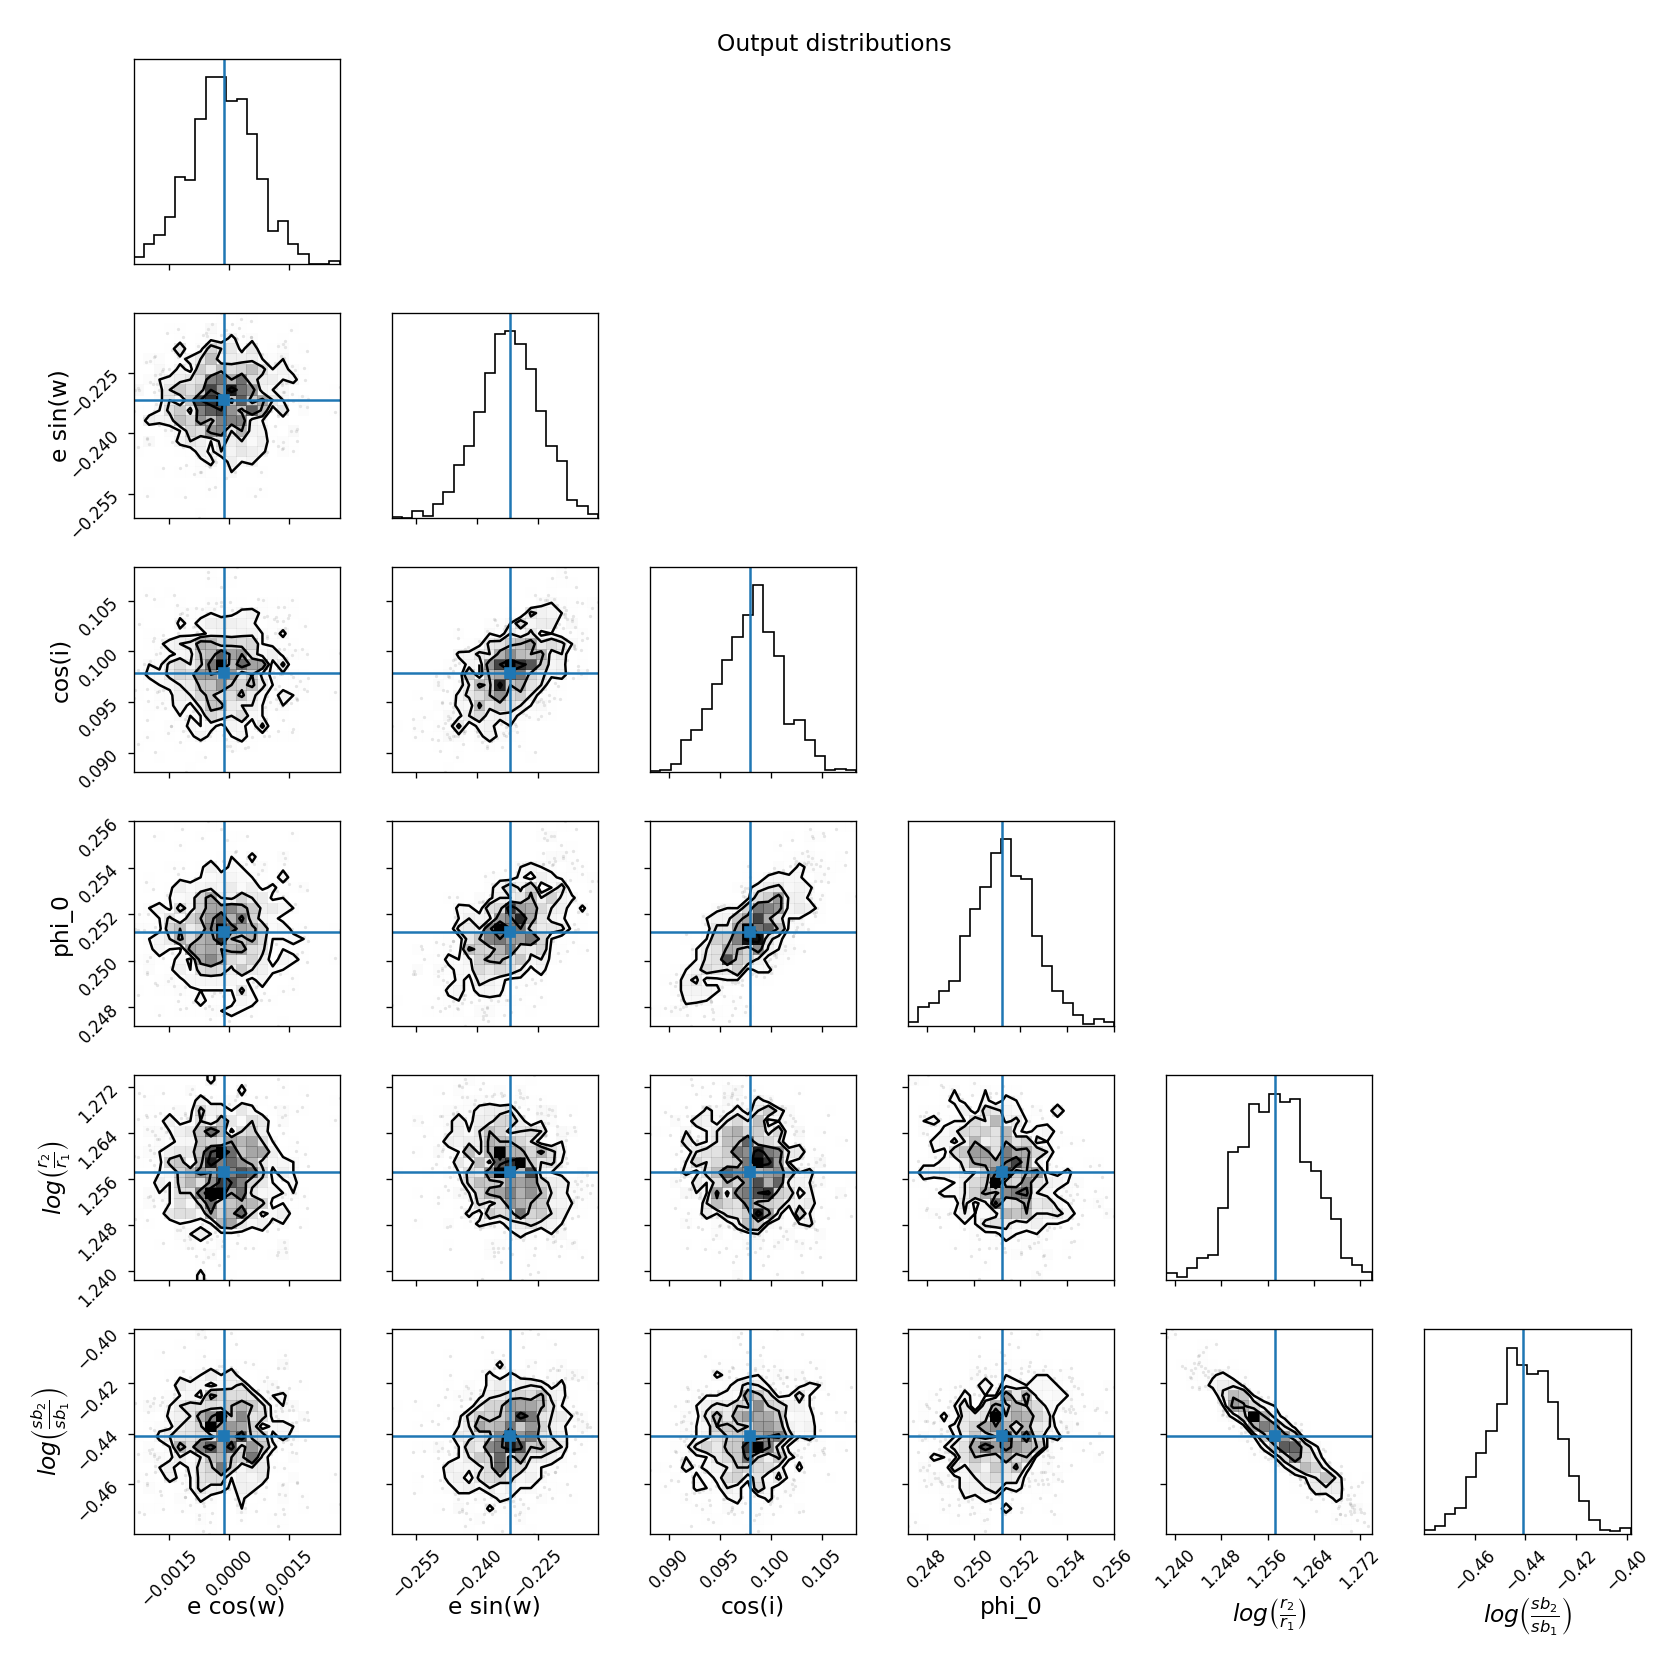 Output distributions
e sin(w)
−0.225
−0.240
−0.255
cos(i)
0.105
0.100
0.095
0.090
phi_0
0.256
0.254
0.252
0.250
0.248
log(r₂/r₁)
1.272
1.264
1.256
1.248
1.240
log(sb₂/sb₁)
−0.40
−0.42
−0.44
−0.46
−0.0015 0.0000 0.0015
−0.255 −0.240 −0.225
0.090 0.095 0.100 0.105
0.248 0.250 0.252 0.254 0.256
1.240 1.248 1.256 1.264 1.272
−0.46 −0.44 −0.42 −0.40
e cos(w)
e sin(w)
cos(i)
phi_0
log(r₂/r₁)
log(sb₂/sb₁)